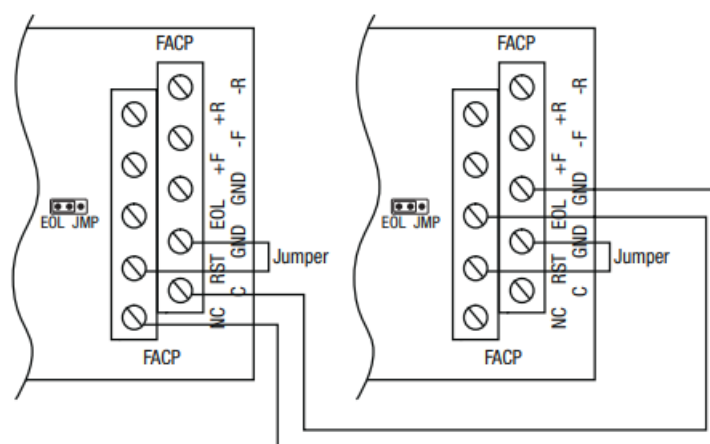 FACP
-R
+R
-F
+F
GND
EOL
GND
RST
C
NC
EOL JMP
Jumper
FACP
FACP
-R
+R
-F
+F
GND
EOL
GND
RST
C
NC
EOL JMP
Jumper
FACP